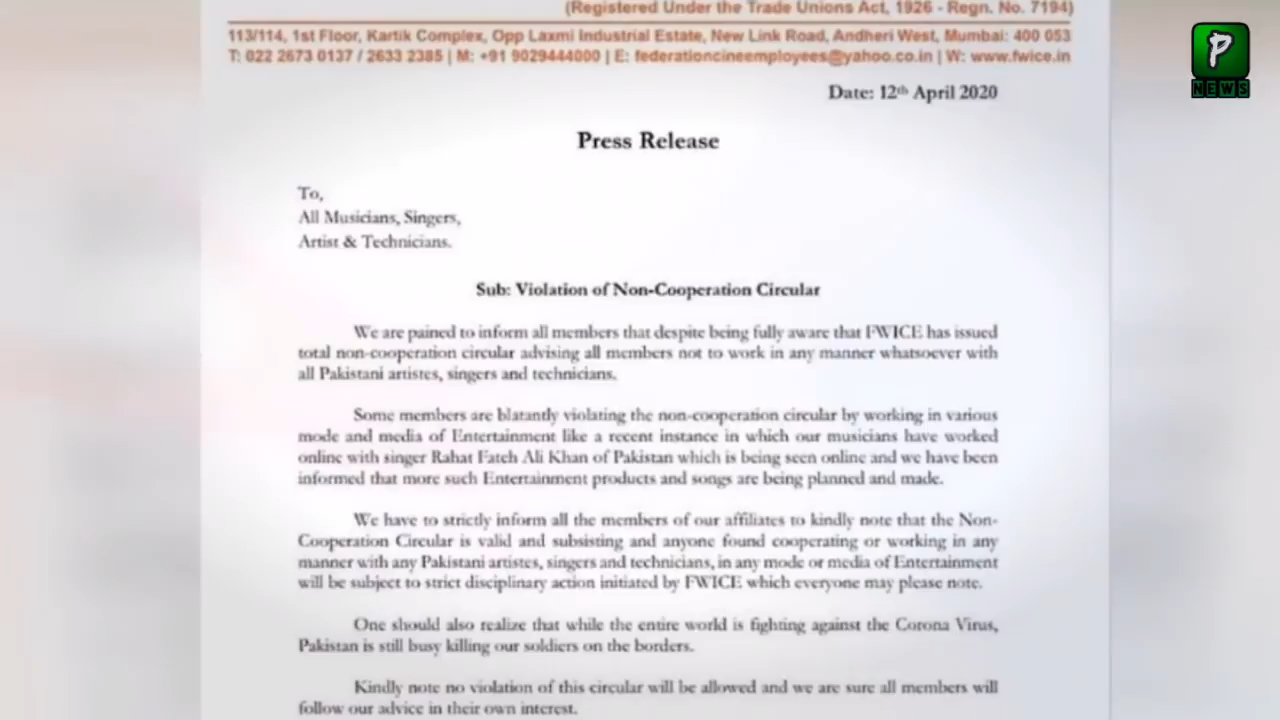 (Registered Under the Trade Unions Act, 1926 - Regn. No. 7194)
113/114, 1st Floor, Kartik Complex, Opp Laxmi Industrial Estate, New Link Road, Andheri West, Mumbai: 400 053
T: 022 2673 0137 / 2633 2385 | M: +91 9029444000 | E: federationcineemployees@yahoo.co.in | W: www.fwice.in
P
NEWS
Date: 12th April 2020
Press Release
To,
All Musicians, Singers,
Artist & Technicians.
Sub: Violation of Non-Cooperation Circular
We are pained to inform all members that despite being fully aware that FWICE has issued
total non-cooperation circular advising all members not to work in any manner whatsoever with
all Pakistani artistes, singers and technicians.
Some members are blatantly violating the non-cooperation circular by working in various
mode and media of Entertainment like a recent instance in which our musicians have worked
online with singer Rahat Fateh Ali Khan of Pakistan which is being seen online and we have been
informed that more such Entertainment products and songs are being planned and made.
We have to strictly inform all the members of our affiliates to kindly note that the Non-
Cooperation Circular is valid and subsisting and anyone found cooperating or working in any
manner with any Pakistani artistes, singers and technicians, in any mode or media of Entertainment
will be subject to strict disciplinary action initiated by FWICE which everyone may please note.
One should also realize that while the entire world is fighting against the Corona Virus,
Pakistan is still busy killing our soldiers on the borders.
Kindly note no violation of this circular will be allowed and we are sure all members will
follow our advice in their own interest.